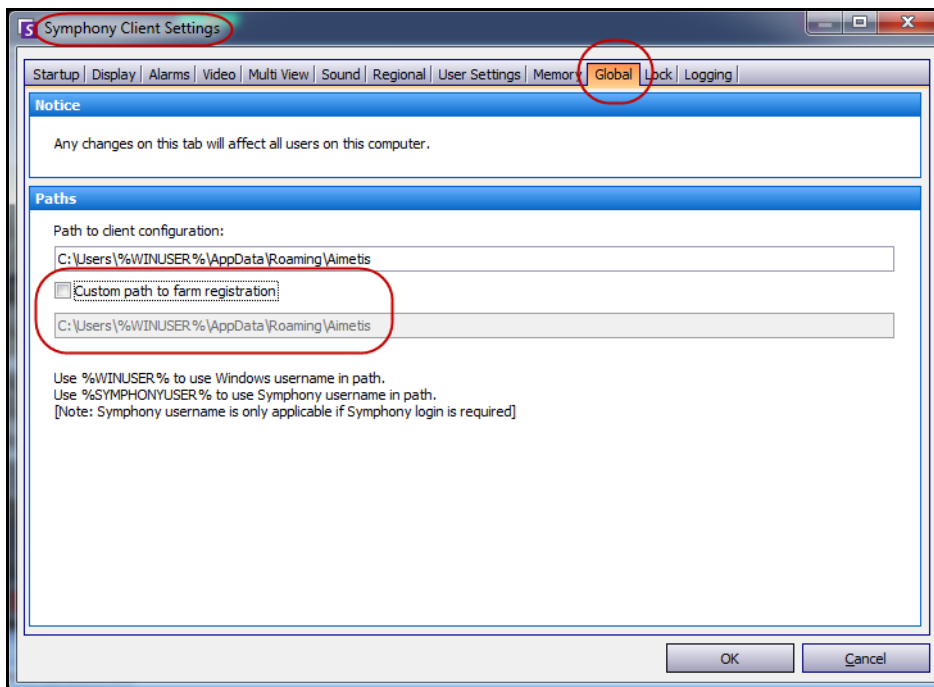 Symphony Client Settings
Startup Display Alarms Video Multi View Sound Regional User Settings Memory Global Lock Logging
Notice
Any changes on this tab will affect all users on this computer.
Paths
Path to client configuration:
C:\Users\%WINUSER%\AppData\Roaming\Aimetis
Custom path to farm registration
C:\Users\%WINUSER%\AppData\Roaming\Aimetis
Use %WINUSER% to use Windows username in path.
Use %SYMPHONYUSER% to use Symphony username in path.
[Note: Symphony username is only applicable if Symphony login is required]
OK Cancel